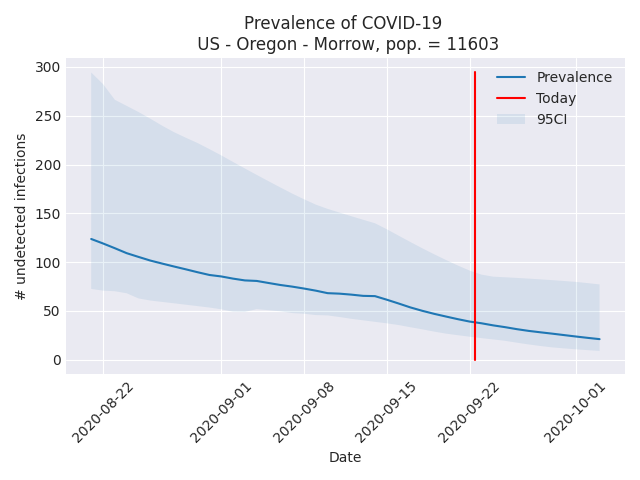 Prevalence of COVID-19
US - Oregon - Morrow, pop. = 11603
Prevalence
Today
95CI
# undetected infections
300
250
200
150
100
50
0
2020-08-22
2020-09-01
2020-09-08
2020-09-15
2020-09-22
2020-10-01
Date